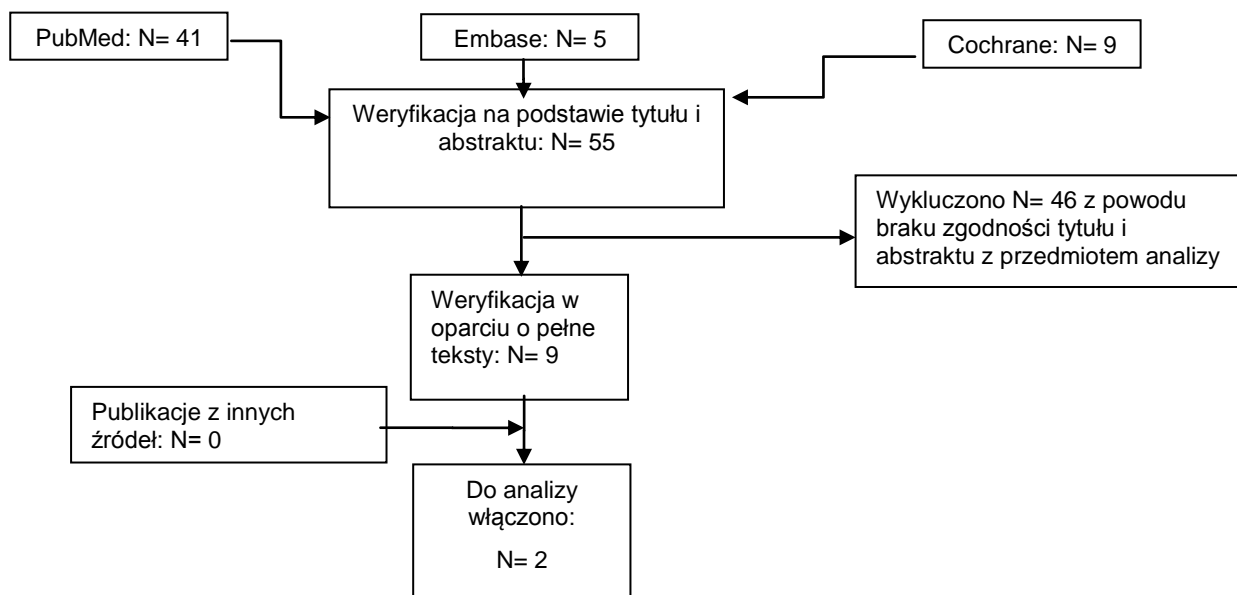 PubMed: N= 41
Embase: N= 5
Cochrane: N= 9
Weryfikacja na podstawie tytułu i
abstraktu: N= 55
Wykluczono N= 46 z powodu
braku zgodności tytułu i
abstraktu z przedmiotem analizy
Weryfikacja w
oparciu o pełne
teksty: N= 9
Publikacje z innych
źródeł: N= 0
Do analizy
włączono:
N= 2